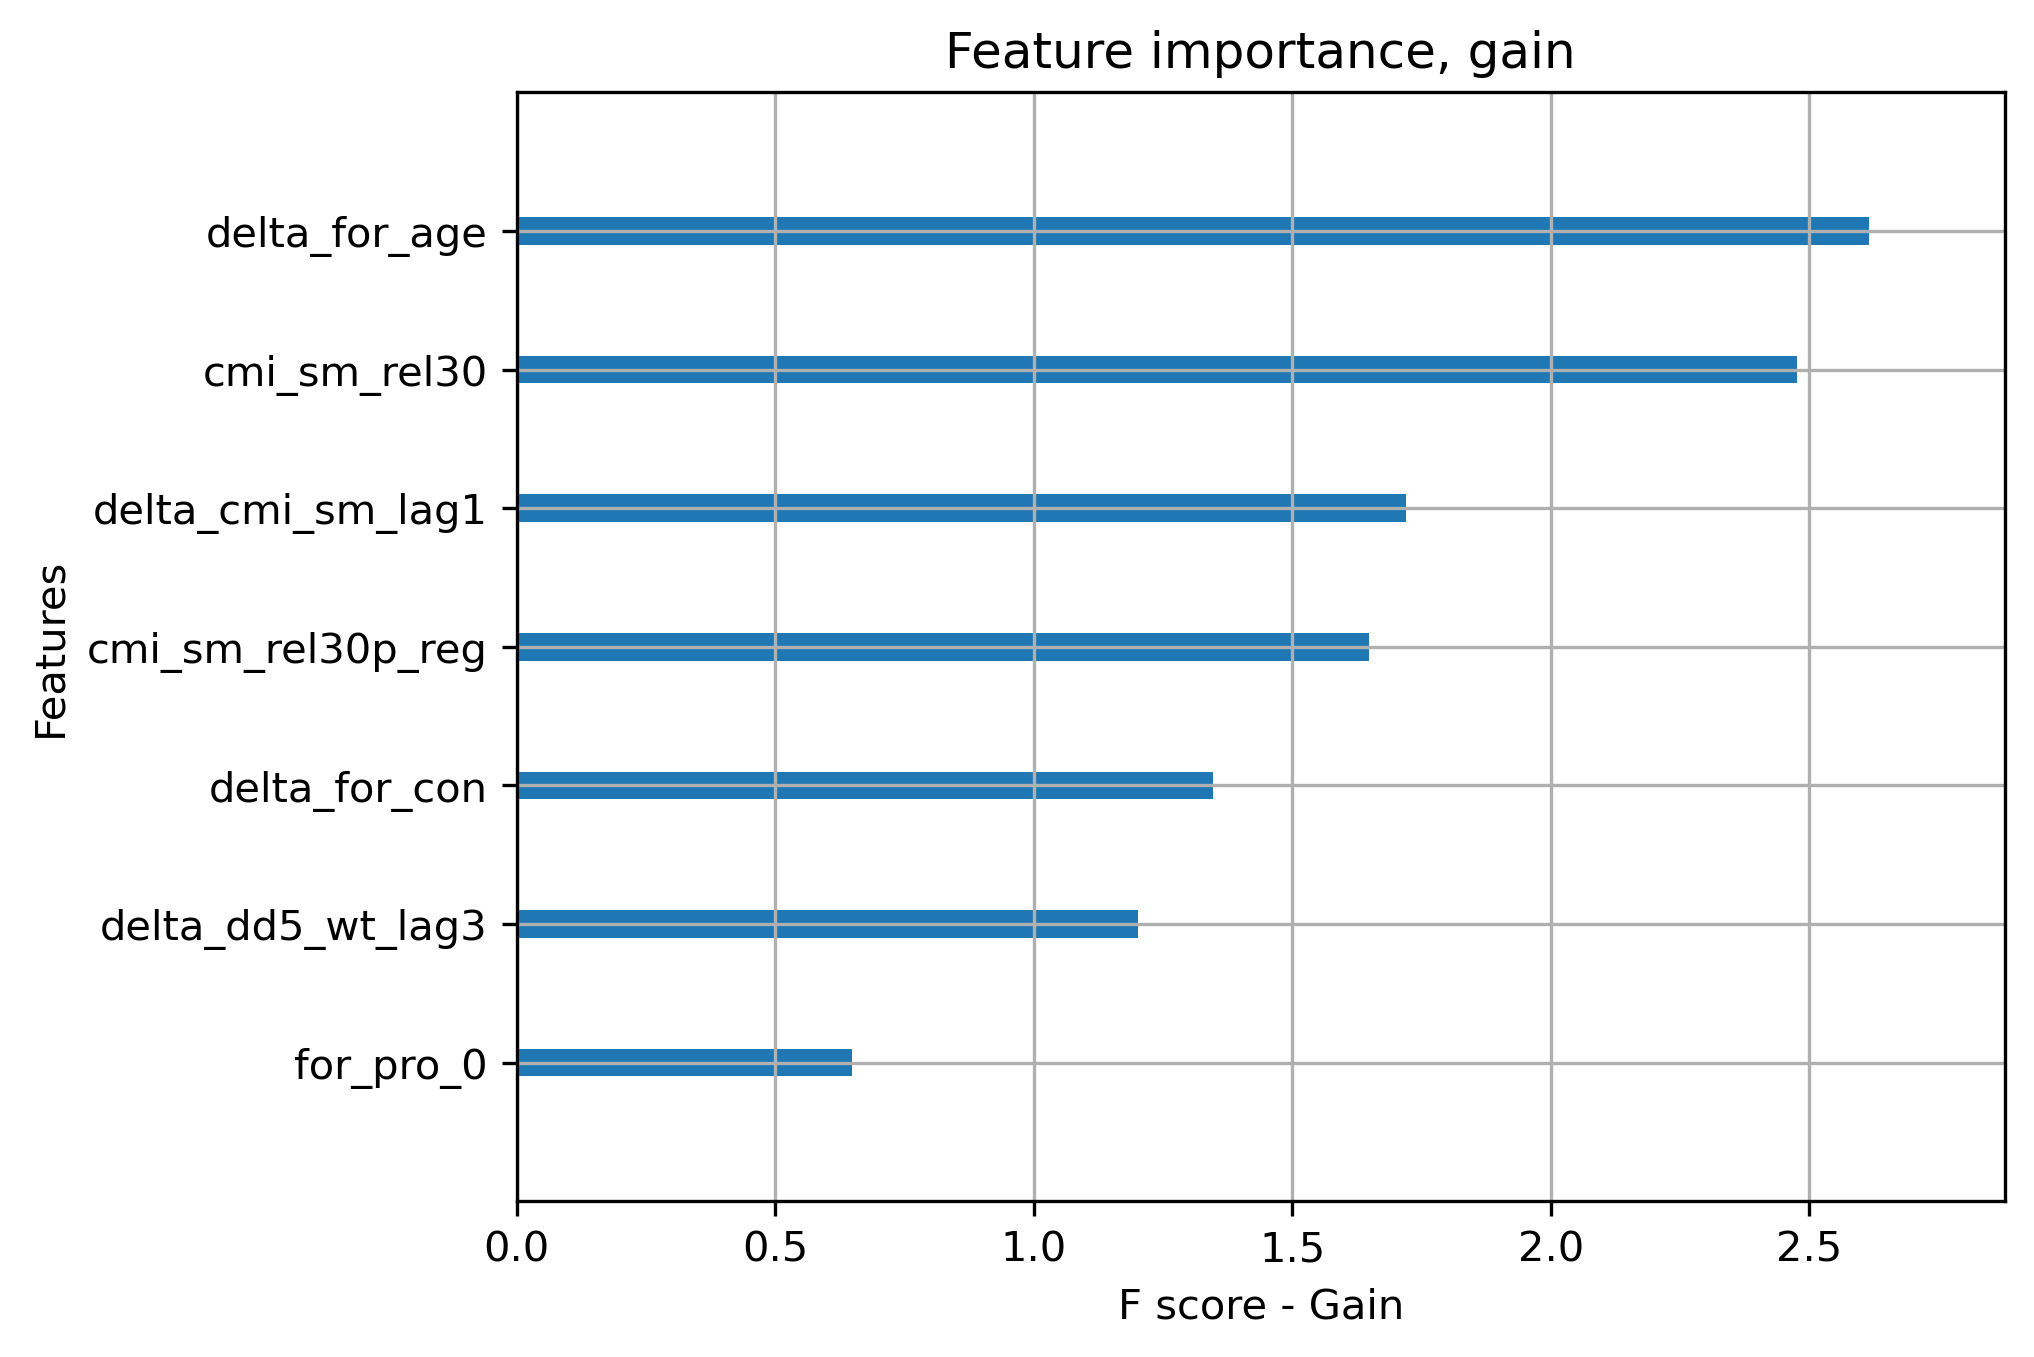 Feature importance, gain
Features
delta_for_age
cmi_sm_rel30
delta_cmi_sm_lag1
cmi_sm_rel30p_reg
delta_for_con
delta_dd5_wt_lag3
for_pro_0
0.0 0.5 1.0 1.5 2.0 2.5
F score - Gain